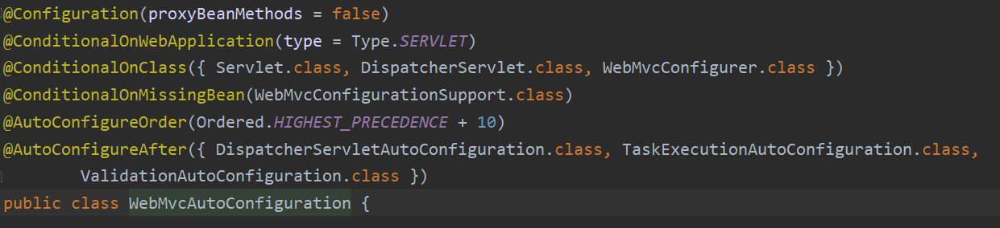 @Configuration(proxyBeanMethods = false)
@ConditionalOnWebApplication(type = Type.SERVLET)
@ConditionalOnClass({ Servlet.class, DispatcherServlet.class, WebMvcConfigurer.class })
@ConditionalOnMissingBean(WebMvcConfigurationSupport.class)
@AutoConfigureOrder(Ordered.HIGHEST_PRECEDENCE + 10)
@AutoConfigureAfter({ DispatcherServletAutoConfiguration.class, TaskExecutionAutoConfiguration.class,
ValidationAutoConfiguration.class })
public class WebMvcAutoConfiguration {